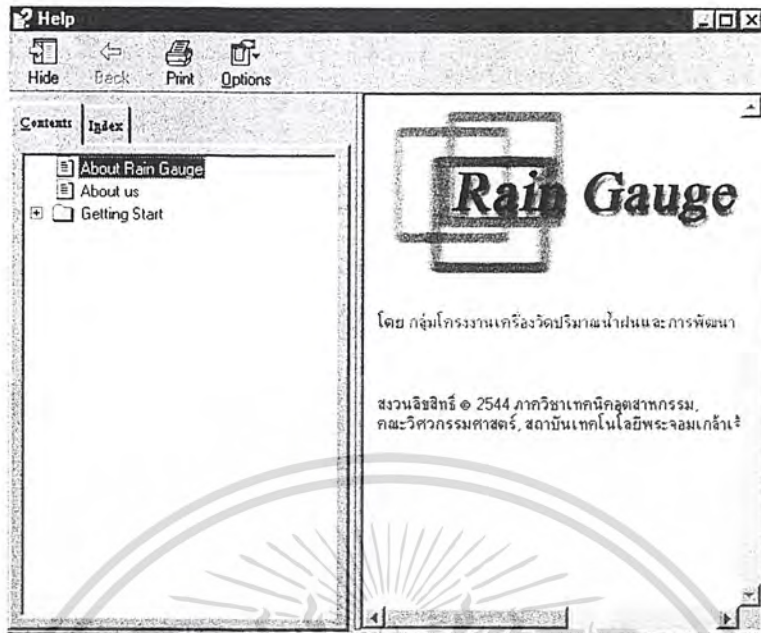 Help
Hide Back Print Options
Contents Index
About Rain Gauge
About us
Getting Start
Rain Gauge
โดย กลุ่มโครงงานเครื่องวัดปริมาณน้ำฝนและการพัฒนา
สงวนลิขสิทธิ์ © 2544 ภาควิชาเทคนิคอุตสาหกรรม,
คณะวิศวกรรมศาสตร์, สถาบันเทคโนโลยีพระจอมเกล้าเจ้